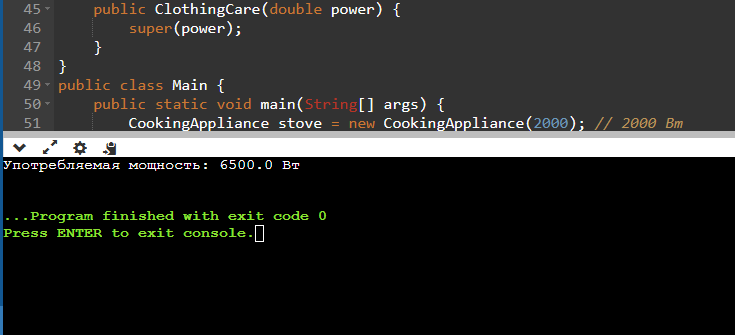 45 public ClothingCare(double power) {
46 super(power);
47 }
48 }
49 public class Main {
50 public static void main(String[] args) {
51 CookingAppliance stove = new CookingAppliance(2000); // 2000 Вт
Употребляемая мощность: 6500.0 Вт
...Program finished with exit code 0
Press ENTER to exit console.